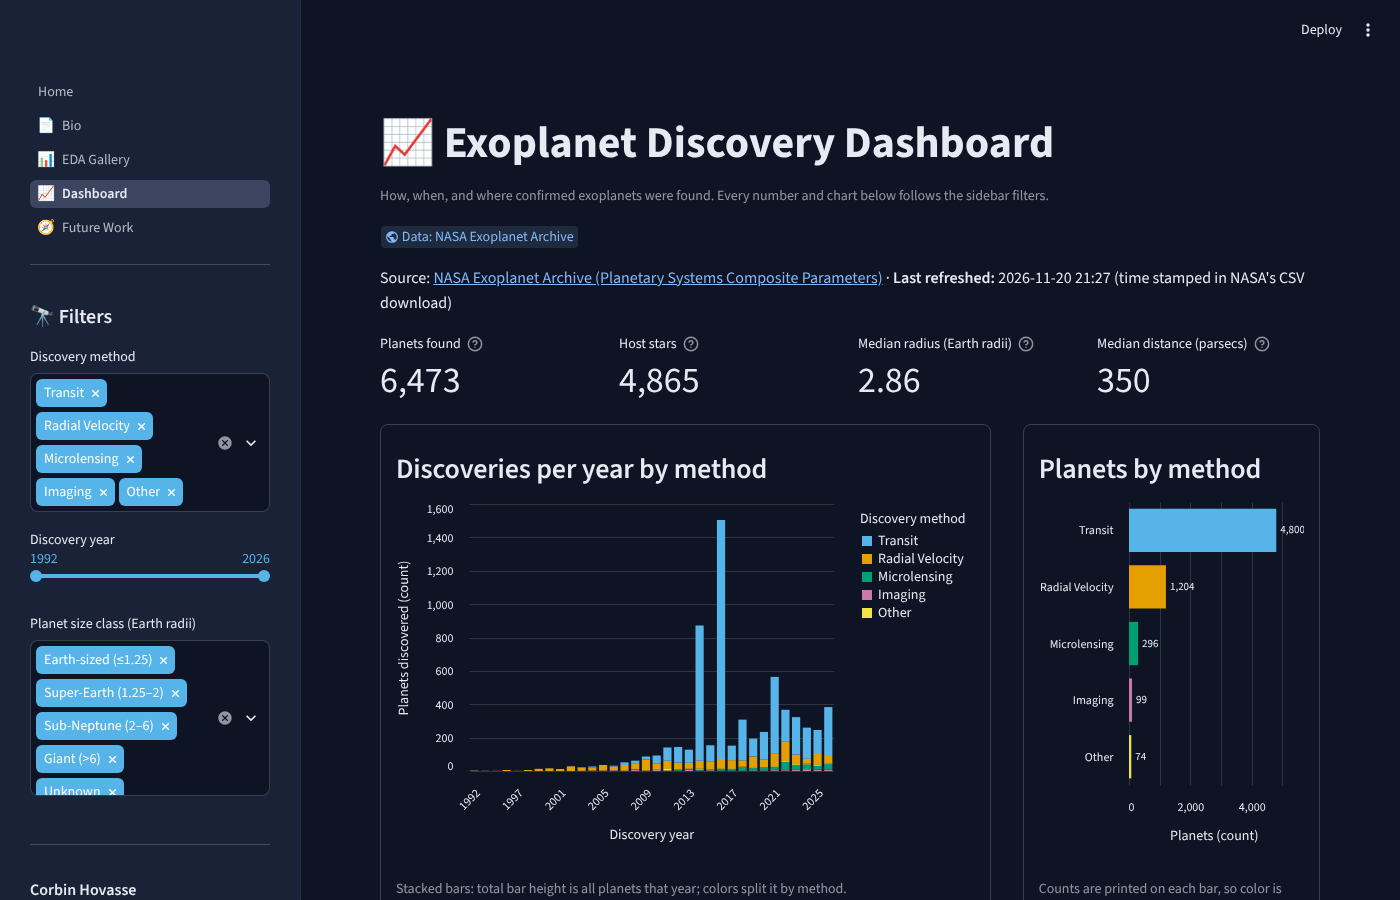 Deploy
Home
Bio
EDA Gallery
Dashboard
Future Work
Filters
Discovery method
Transit
Radial Velocity
Microlensing
Imaging
Other
Discovery year
1992
2026
Planet size class (Earth radii)
Earth-sized (≤1.25)
Super-Earth (1.25–2)
Sub-Neptune (2–6)
Giant (>6)
Unknown
Corbin Hovasse
Exoplanet Discovery Dashboard
How, when, and where confirmed exoplanets were found. Every number and chart below follows the sidebar filters.
Data: NASA Exoplanet Archive
Source: NASA Exoplanet Archive (Planetary Systems Composite Parameters) · Last refreshed: 2026-11-20 21:27 (time stamped in NASA's CSV
download)
Planets found
6,473
Host stars
4,865
Median radius (Earth radii)
2.86
Median distance (parsecs)
350
Discoveries per year by method
Planets discovered (count)
1,600
1,400
1,200
1,000
800
600
400
200
0
1992
1997
2001
2005
2009
2013
2017
2021
2025
Discovery year
Discovery method
Transit
Radial Velocity
Microlensing
Imaging
Other
Stacked bars: total bar height is all planets that year; colors split it by method.
Planets by method
Transit
4,800
Radial Velocity
1,204
Microlensing
296
Imaging
99
Other
74
0
2,000
4,000
Planets (count)
Counts are printed on each bar, so color is